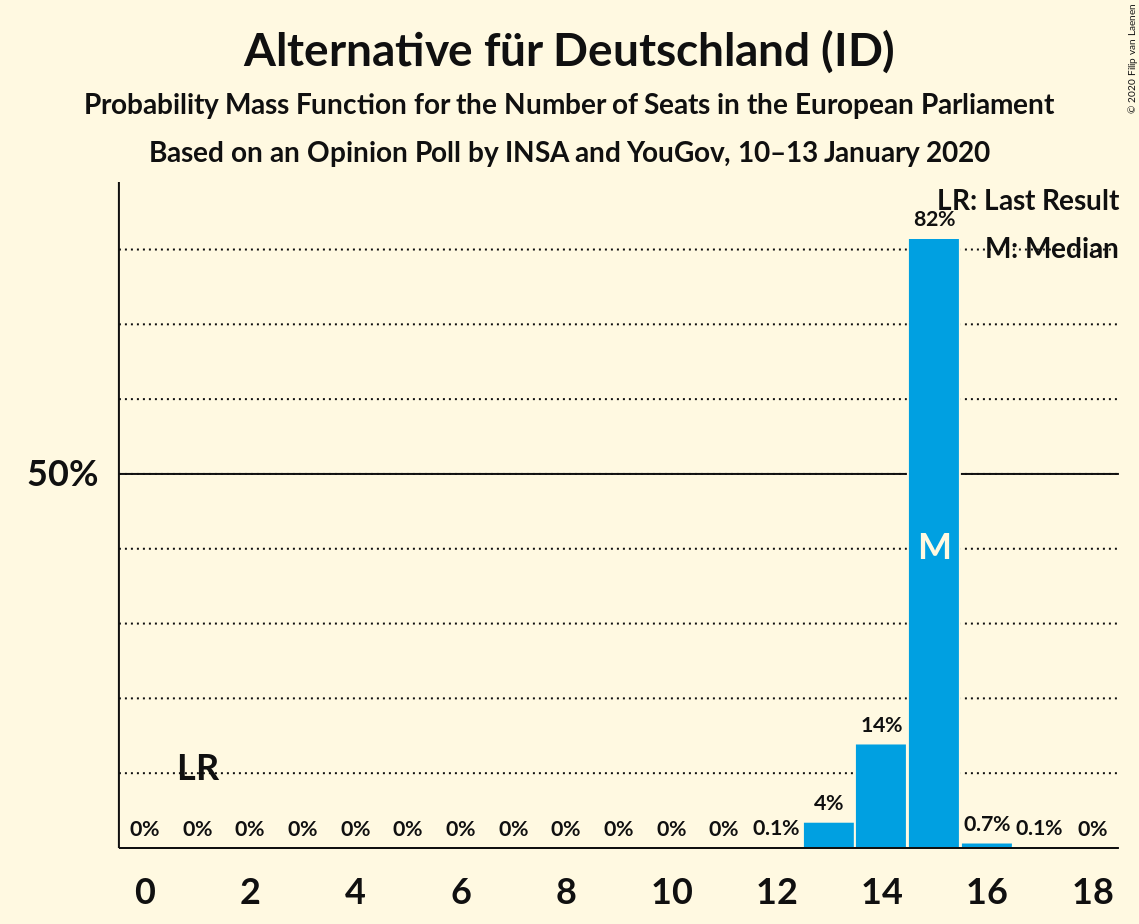 Alternative für Deutschland (ID)
Probability Mass Function for the Number of Seats in the European Parliament
Based on an Opinion Poll by INSA and YouGov, 10–13 January 2020
© 2020 Filip van Laenen
LR: Last Result
82%
M: Median
50%
M
14%
LR
4%
0% 0% 0% 0% 0% 0% 0% 0% 0% 0% 0% 0% 0.1% 0.7% 0.1% 0%
0 2 4 6 8 10 12 14 16 18